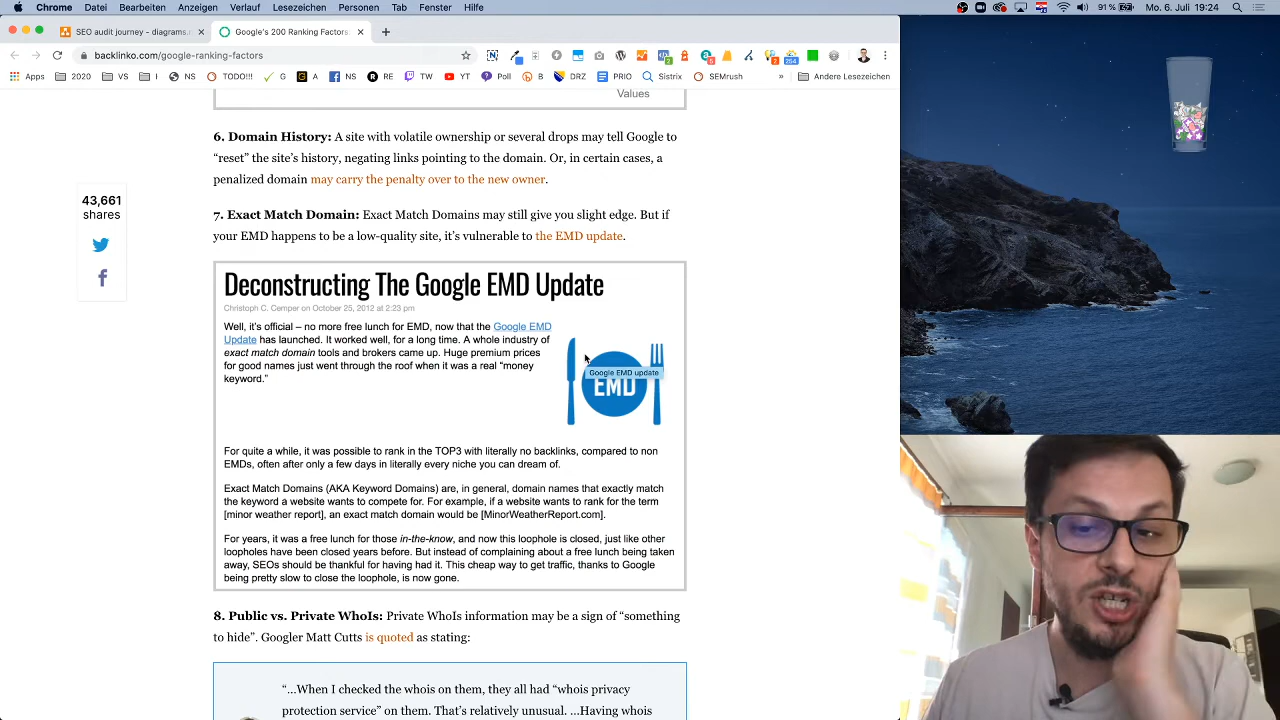 Chrome Bearbeiten Anzeigen Verlauf Lesezeichen Personen Tab Fenster Hilfe
91 % Mo. 6. Juli 19:24
SEO audit journey - diagrams.n
Google's 200 Ranking Factors:
backlinko.com/google-ranking-factors
Apps 2020 VS I NS TODO!!! G A NS RE TW YT Poll B DRZ PRIO Sistrix SEMrush » Andere Lesezeichen
Values
6. Domain History: A site with volatile ownership or several drops may tell Google to
“reset” the site’s history, negating links pointing to the domain. Or, in certain cases, a
penalized domain may carry the penalty over to the new owner.
43,661
shares
7. Exact Match Domain: Exact Match Domains may still give you slight edge. But if
your EMD happens to be a low-quality site, it’s vulnerable to the EMD update.
Deconstructing The Google EMD Update
Christoph C. Cemper on October 25, 2012 at 2:23 pm
Well, it's official – no more free lunch for EMD, now that the Google EMD
Update has launched. It worked well, for a long time. A whole industry of
exact match domain tools and brokers came up. Huge premium prices
for good names just went through the roof when it was a real “money
keyword.”
Google EMD update
EMD
For quite a while, it was possible to rank in the TOP3 with literally no backlinks, compared to non
EMDs, often after only a few days in literally every niche you can dream of.
Exact Match Domains (AKA Keyword Domains) are, in general, domain names that exactly match
the keyword a website wants to compete for. For example, if a website wants to rank for the term
[minor weather report], an exact match domain would be [MinorWeatherReport.com].
For years, it was a free lunch for those in-the-know, and now this loophole is closed, just like other
loopholes have been closed years before. But instead of complaining about a free lunch being taken
away, SEOs should be thankful for having had it. This cheap way to get traffic, thanks to Google
being pretty slow to close the loophole, is now gone.
8. Public vs. Private WhoIs: Private WhoIs information may be a sign of “something
to hide”. Googler Matt Cutts is quoted as stating:
“…When I checked the whois on them, they all had “whois privacy
protection service” on them. That’s relatively unusual. …Having whois